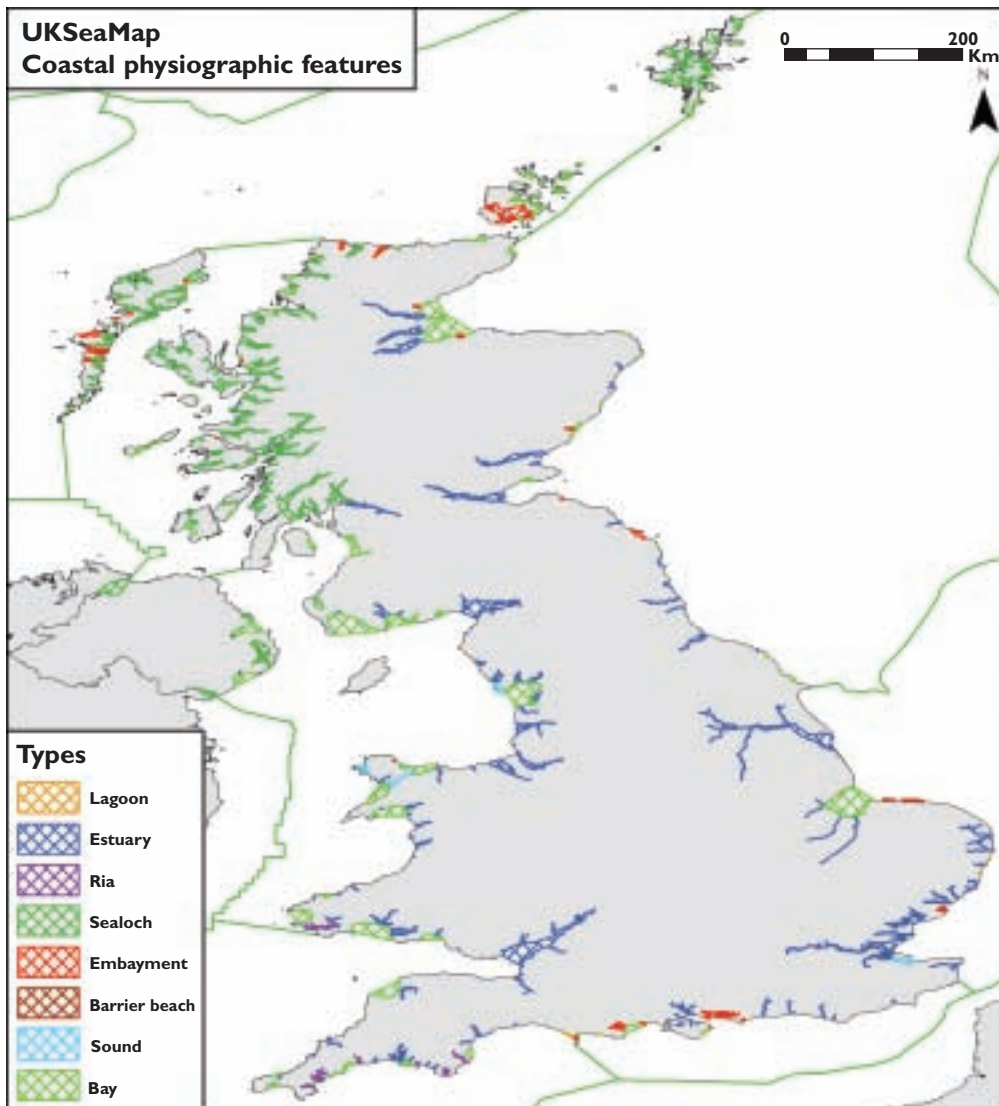 UKSeaMap
Coastal physiographic features
0 200
Km
N
Types
Lagoon
Estuary
Ria
Sealoch
Embayment
Barrier beach
Sound
Bay